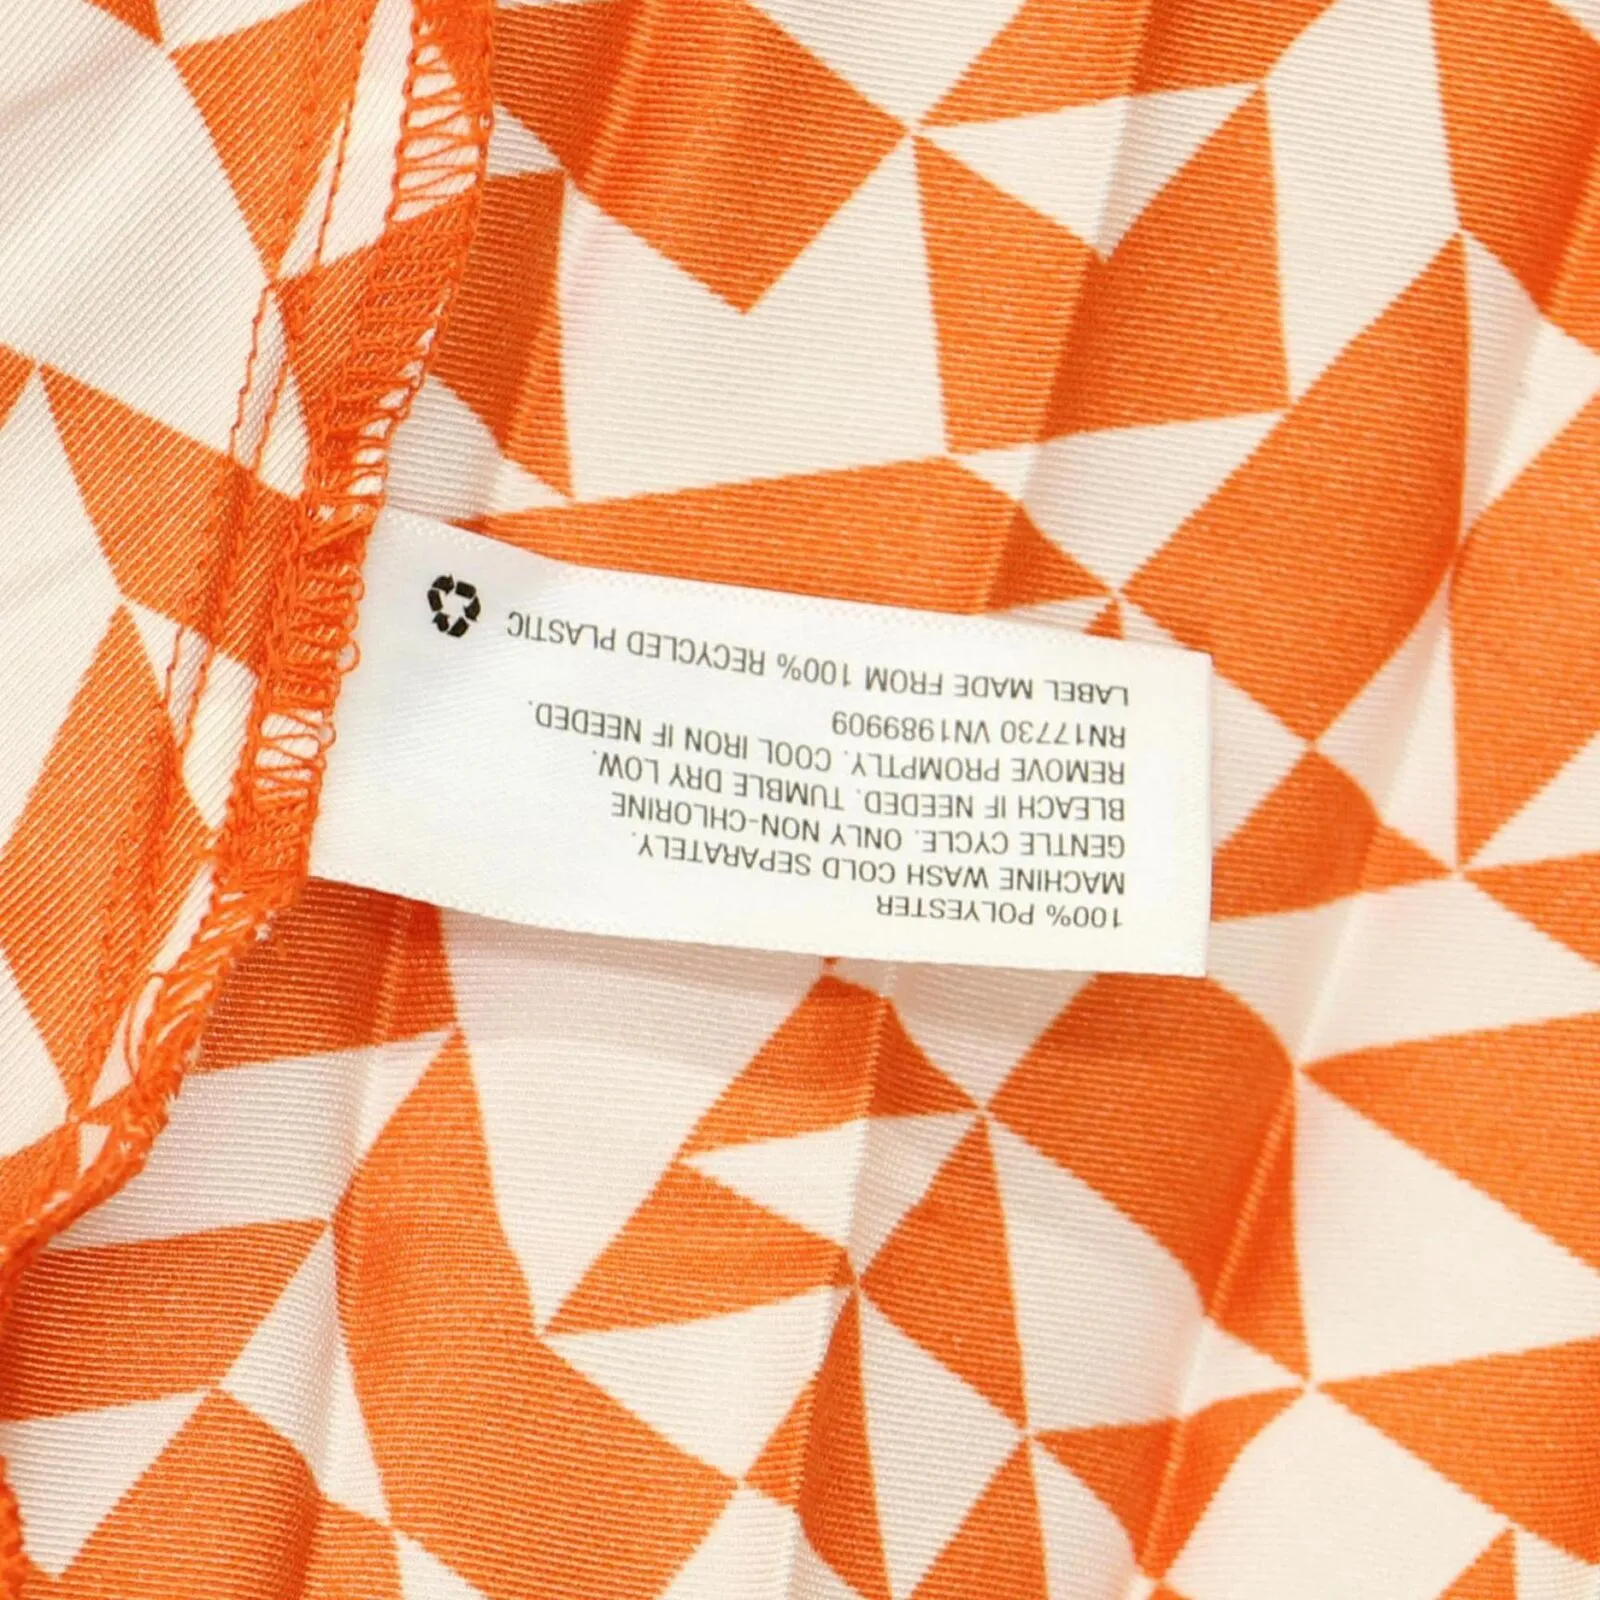 100% POLYESTER
MACHINE WASH COLD SEPARATELY.
GENTLE CYCLE. ONLY NON-CHLORINE
BLEACH IF NEEDED. TUMBLE DRY LOW.
REMOVE PROMPTLY. COOL IRON IF NEEDED.
RN17730 VN1989909
LABEL MADE FROM 100% RECYCLED PLASTIC